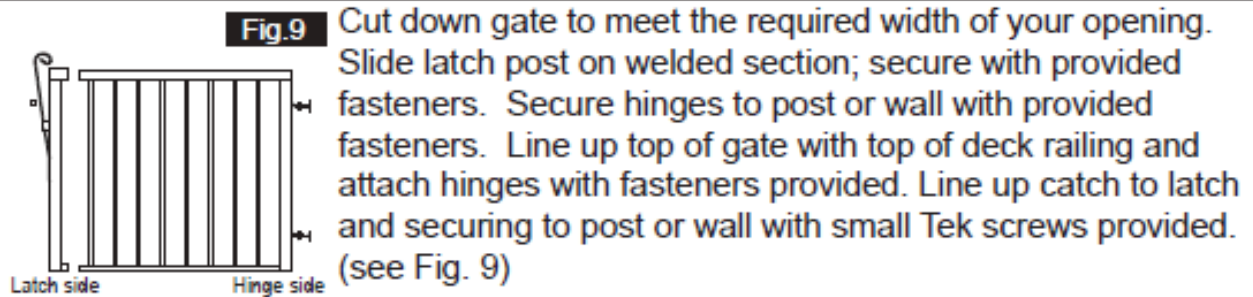 Fig.9 Cut down gate to meet the required width of your opening.
Slide latch post on welded section; secure with provided
fasteners.  Secure hinges to post or wall with provided
fasteners.  Line up top of gate with top of deck railing and
attach hinges with fasteners provided. Line up catch to latch
and securing to post or wall with small Tek screws provided.
(see Fig. 9)
Latch side
Hinge side